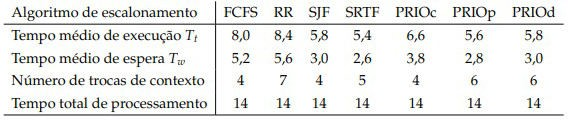 Algoritmo de escalonamento FCFS RR SJF SRTF PRIOc PRIOp PRIOd
Tempo médio de execução Tt 8,0 8,4 5,8 5,4 6,6 5,6 5,8
Tempo médio de espera Tw 5,2 5,6 3,0 2,6 3,8 2,8 3,0
Número de trocas de contexto 4 7 4 5 4 6 6
Tempo total de processamento 14 14 14 14 14 14 14